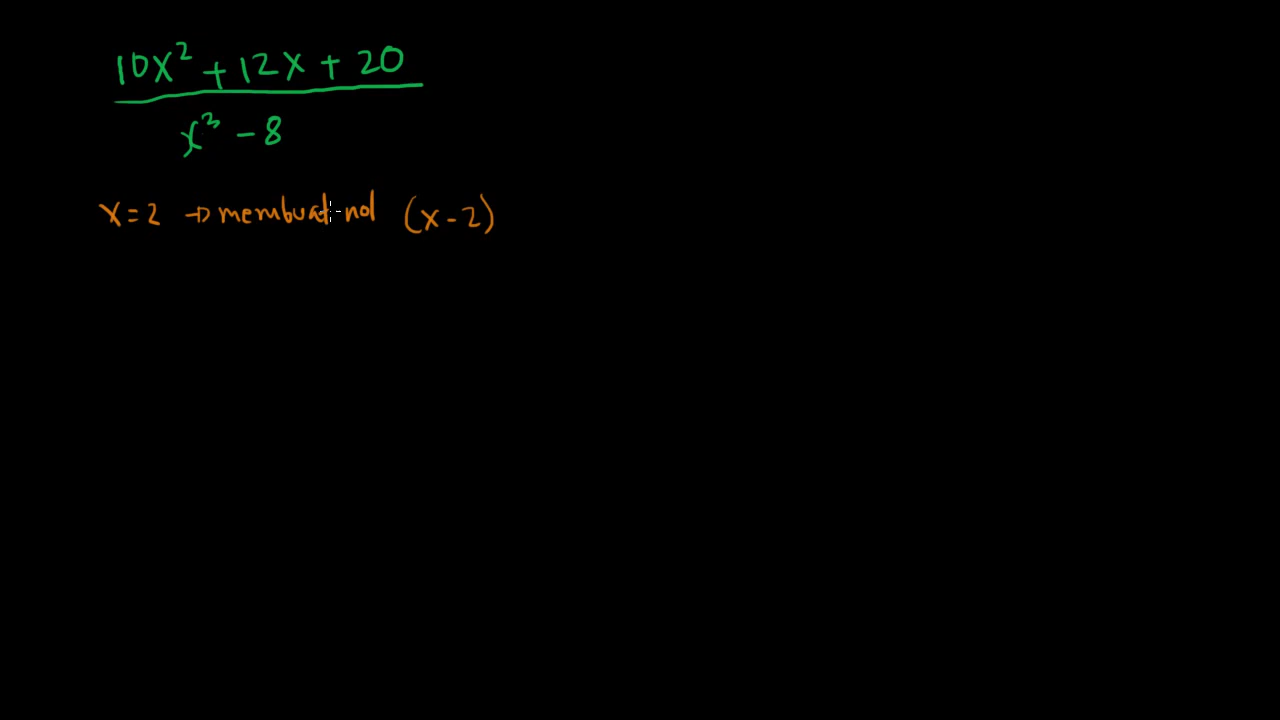 10x² + 12x + 20
x³ - 8
x = 2 → membuat nol (x - 2)